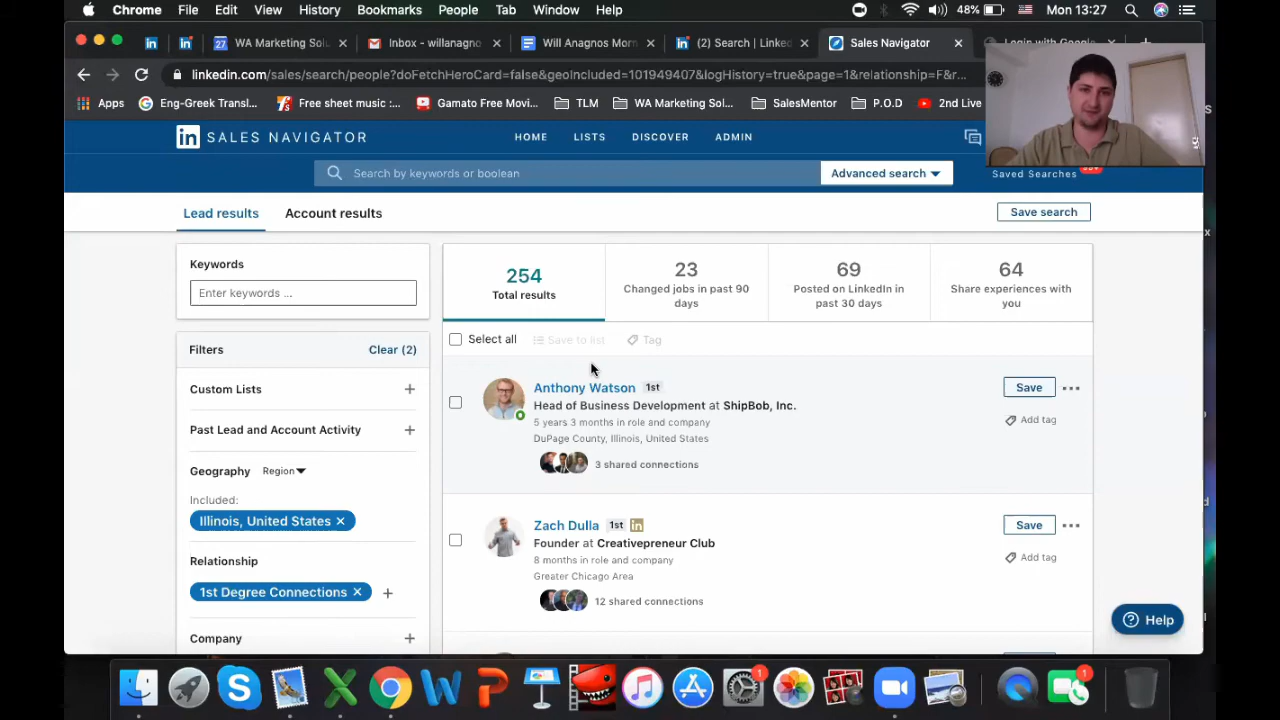 Chrome File Edit View History Bookmarks People Tab Window Help 48% Mon 13:27
WA Marketing Sol Inbox - willanagno Will Anagnos Morn (2) Search | Linked Sales Navigator Login with Google
linkedin.com/sales/search/people?doFetchHeroCard=false&geoIncluded=101949407&logHistory=true&page=1&relationship=F&r...
Apps Eng-Greek Transl... Free sheet music :... Gamato Free Movi... TLM WA Marketing Sol... SalesMentor P.O.D 2nd Live
in SALES NAVIGATOR HOME LISTS DISCOVER ADMIN
Search by keywords or boolean Advanced search Saved Searches
Lead results Account results Save search
Keywords
Enter keywords ...
254
Total results
23
Changed jobs in past 90
days
69
Posted on LinkedIn in
past 30 days
64
Share experiences with
you
Filters Clear (2)
Custom Lists +
Past Lead and Account Activity +
Geography Region
Included:
Illinois, United States ×
Relationship
1st Degree Connections × +
Company +
Select all Save to list Tag
Anthony Watson 1st
Head of Business Development at ShipBob, Inc.
5 years 3 months in role and company
DuPage County, Illinois, United States
3 shared connections
Save
Add tag
Zach Dulla 1st in
Founder at Creativepreneur Club
8 months in role and company
Greater Chicago Area
12 shared connections
Save
Add tag
Help